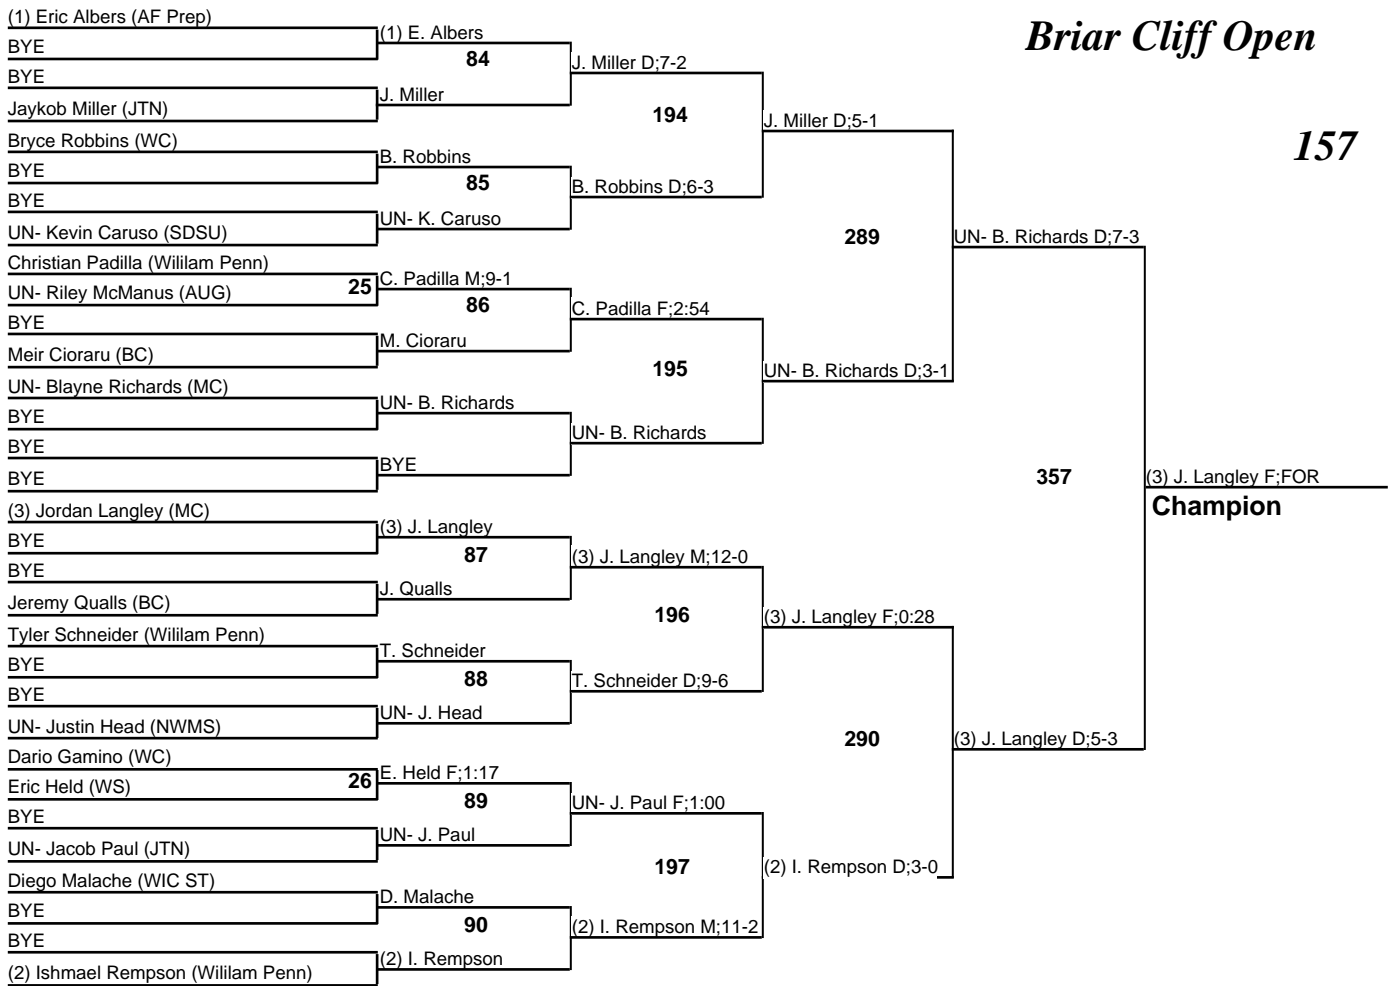 Briar Cliff Open
157
(1) Eric Albers (AF Prep)
BYE
BYE
Jaykob Miller (JTN)
Bryce Robbins (WC)
BYE
BYE
UN- Kevin Caruso (SDSU)
Christian Padilla (Wililam Penn)
UN- Riley McManus (AUG)
BYE
Meir Cioraru (BC)
UN- Blayne Richards (MC)
BYE
BYE
BYE
(3) Jordan Langley (MC)
BYE
BYE
Jeremy Qualls (BC)
Tyler Schneider (Wililam Penn)
BYE
BYE
UN- Justin Head (NWMS)
Dario Gamino (WC)
Eric Held (WS)
BYE
UN- Jacob Paul (JTN)
Diego Malache (WIC ST)
BYE
BYE
(2) Ishmael Rempson (Wililam Penn)
25
26
(1) E. Albers
84
J. Miller
B. Robbins
85
UN- K. Caruso
C. Padilla M;9-1
86
M. Cioraru
UN- B. Richards
BYE
(3) J. Langley
87
J. Qualls
T. Schneider
88
UN- J. Head
E. Held F;1:17
89
UN- J. Paul
D. Malache
90
(2) I. Rempson
J. Miller D;7-2
194
B. Robbins D;6-3
C. Padilla F;2:54
195
UN- B. Richards
(3) J. Langley M;12-0
196
T. Schneider D;9-6
UN- J. Paul F;1:00
197
(2) I. Rempson M;11-2
J. Miller D;5-1
289
UN- B. Richards D;3-1
(3) J. Langley F;0:28
290
(2) I. Rempson D;3-0
UN- B. Richards D;7-3
357
(3) J. Langley D;5-3
(3) J. Langley F;FOR
Champion